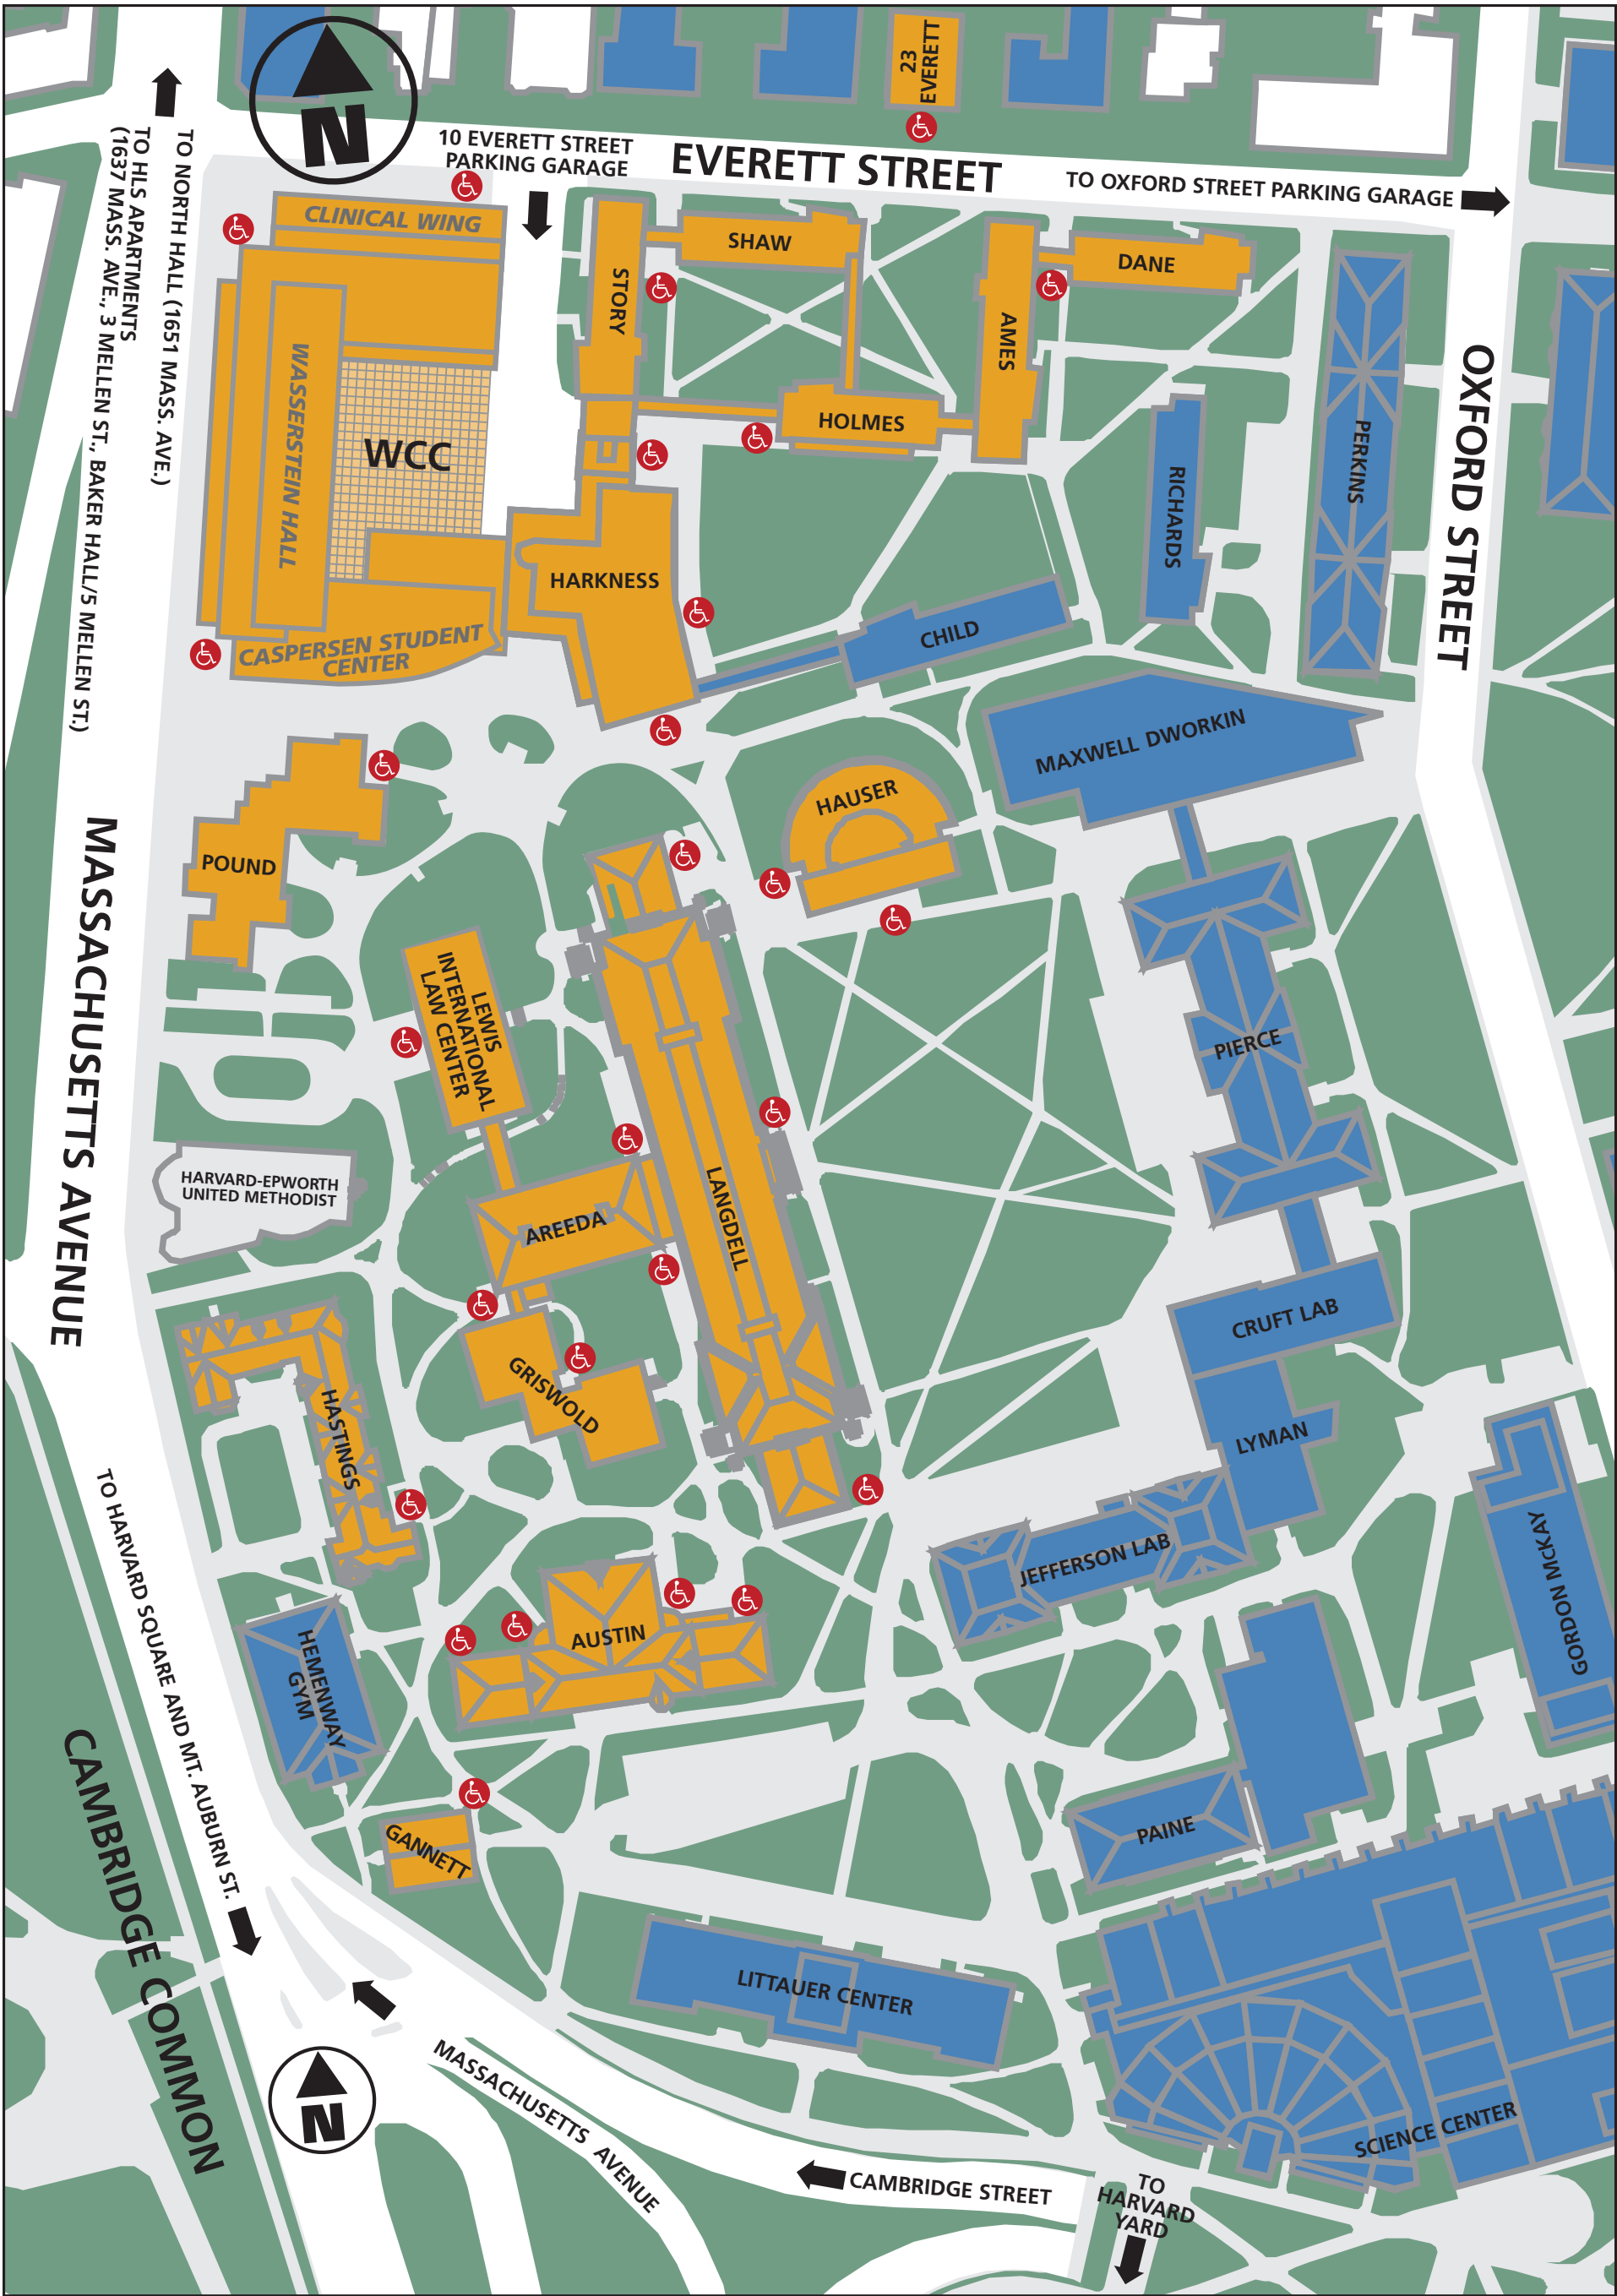 23
EVERETT
N
10 EVERETT STREET
PARKING GARAGE
EVERETT STREET
TO OXFORD STREET PARKING GARAGE
TO NORTH HALL (1651 MASS. AVE.)
TO HLS APARTMENTS
(1637 MASS. AVE., 3 MELLEN ST., BAKER HALL/5 MELLEN ST.)
CLINICAL WING
SHAW
DANE
STORY
AMES
WASSERSTEIN HALL
WCC
HOLMES
PERKINS
OXFORD STREET
RICHARDS
HARKNESS
CHILD
CASPERSEN STUDENT
CENTER
MAXWELL DWORKIN
HAUSER
POUND
MASSACHUSETTS AVENUE
LEWIS
INTERNATIONAL
LAW CENTER
PIERCE
HARVARD-EPWORTH
UNITED METHODIST
LANGDELL
AREEDA
CRUFT LAB
GRISWOLD
HASTINGS
LYMAN
TO HARVARD SQUARE AND MT. AUBURN ST.
JEFFERSON LAB
GORDON MCKAY
AUSTIN
HEMENWAY
GYM
CAMBRIDGE COMMON
GANNETT
PAINE
LITTAUER CENTER
N
MASSACHUSETTS AVENUE
SCIENCE CENTER
CAMBRIDGE STREET
TO
HARVARD
YARD